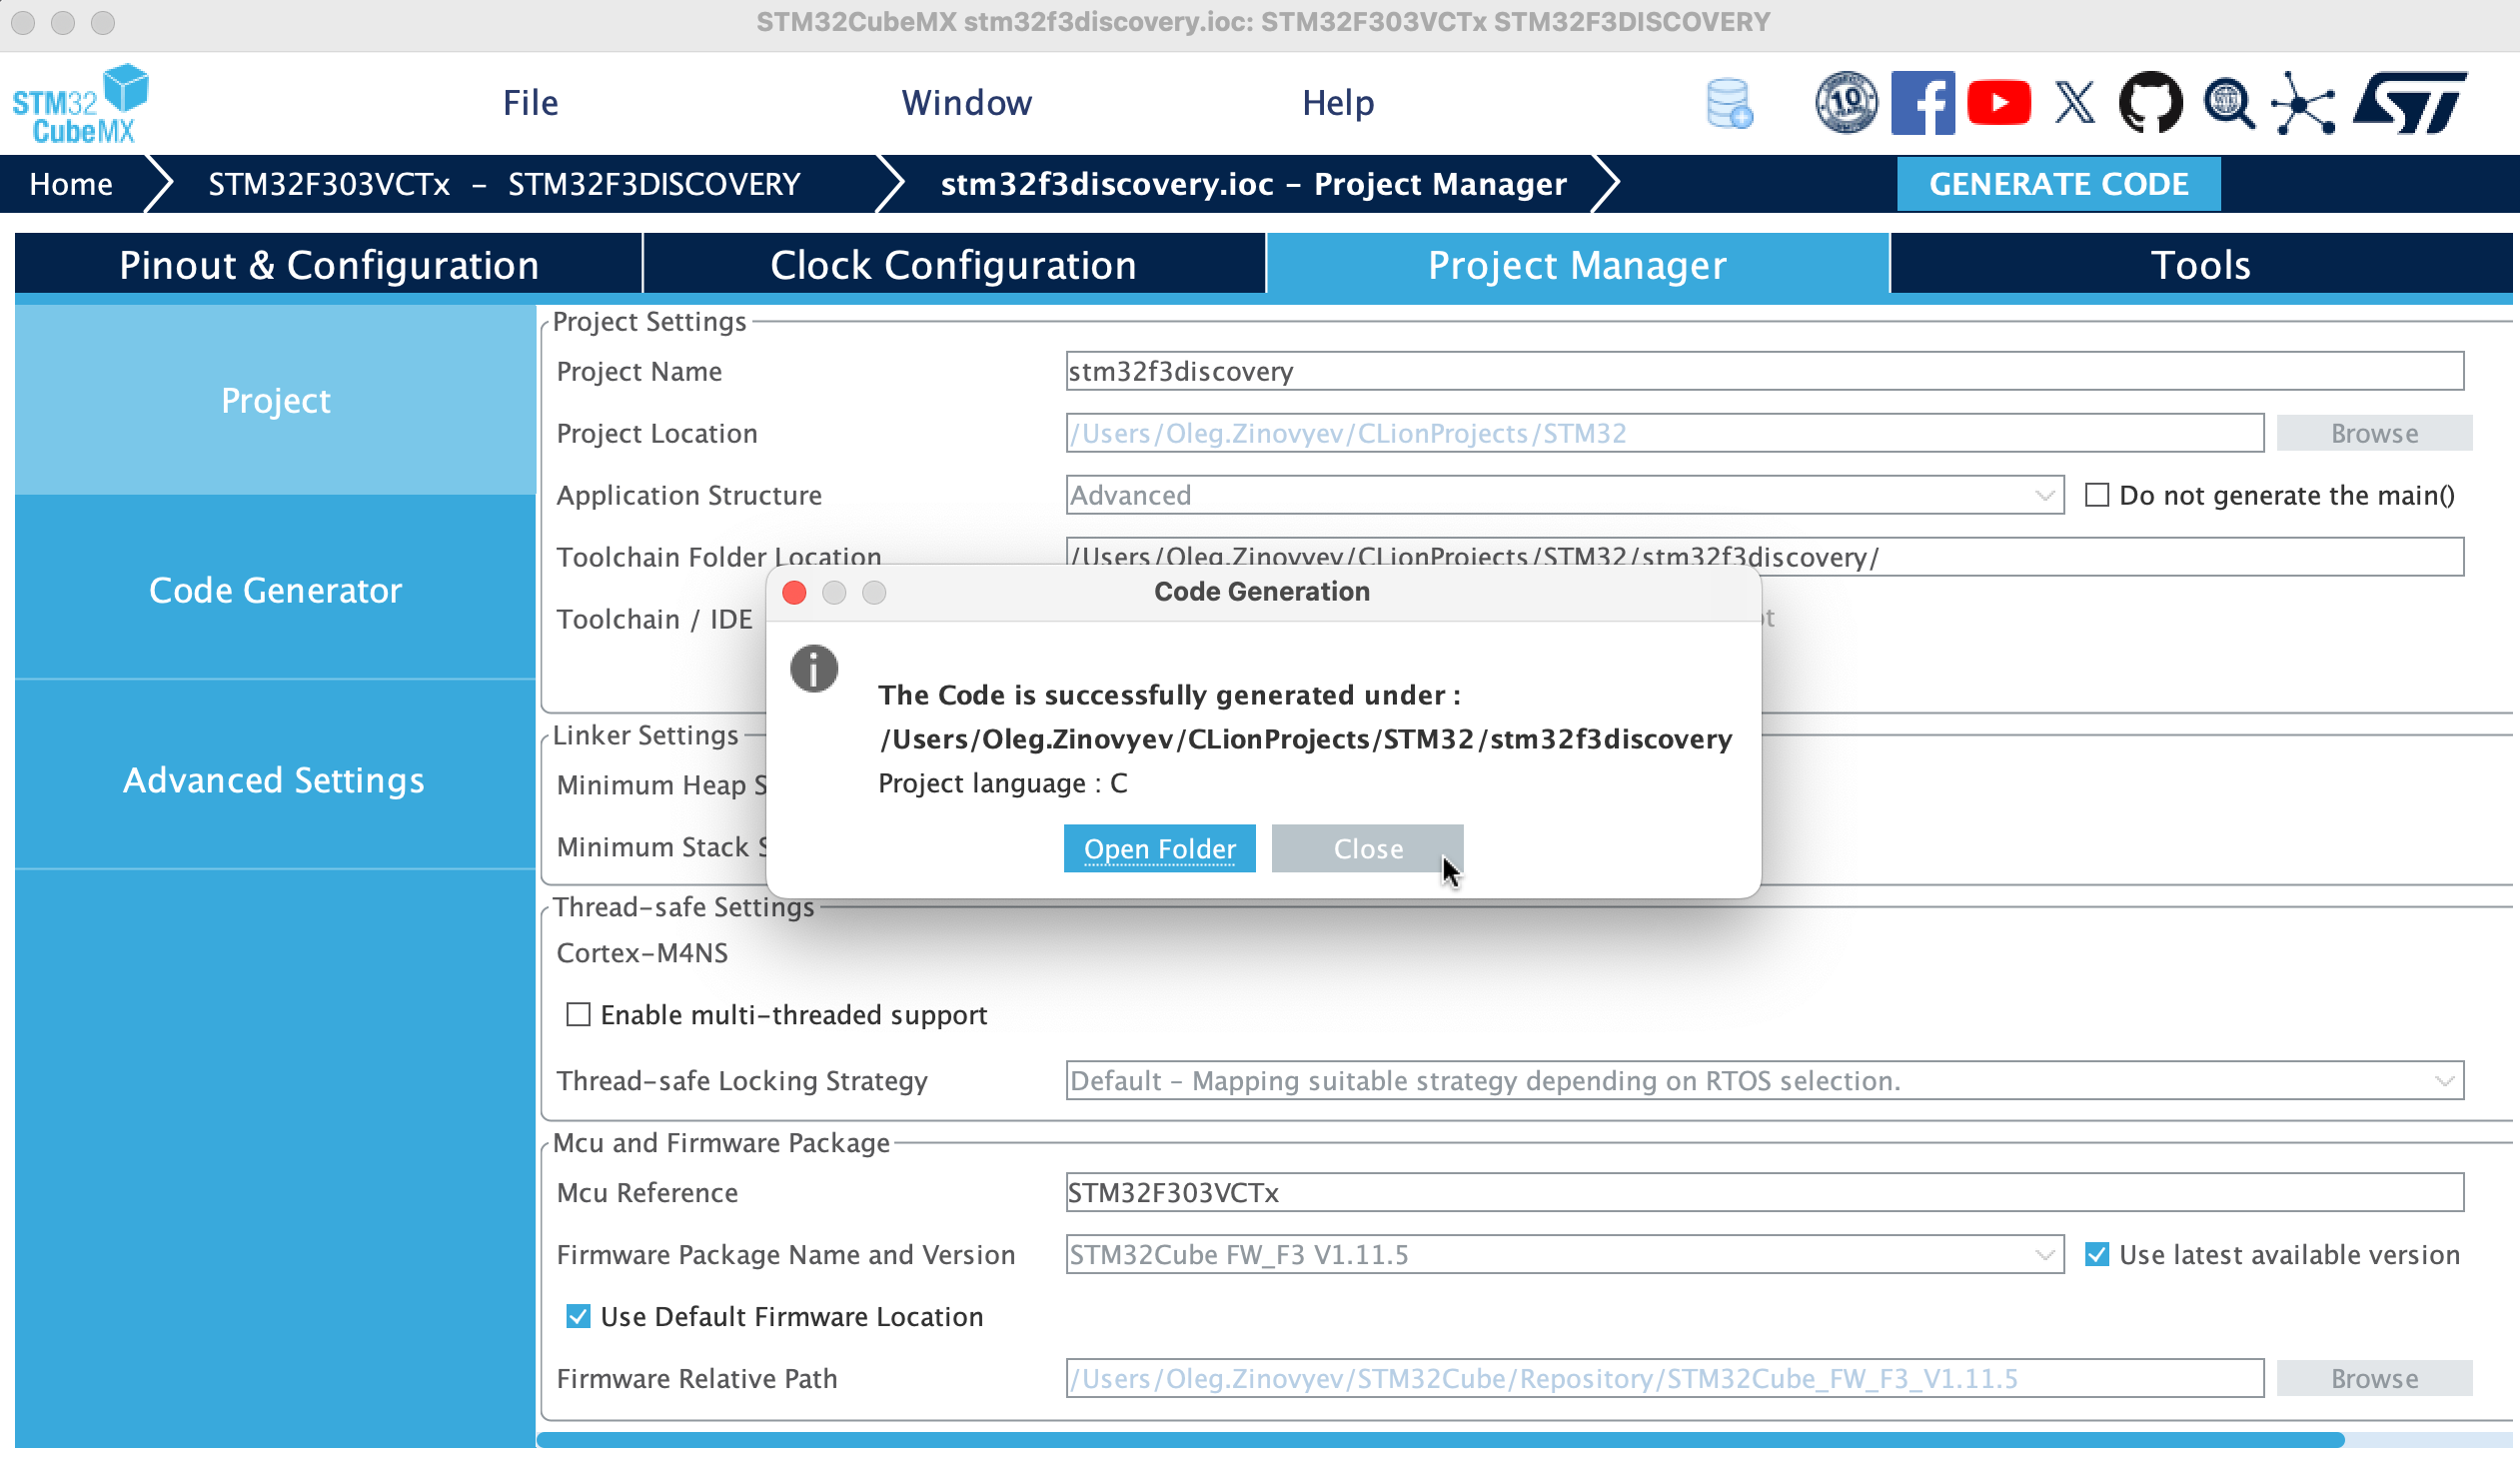 STM32CubeMX stm32f3discovery.ioc: STM32F303VCTx STM32F3DISCOVERY
STM32
CubeMX
File
Window
Help
10
ST
Home
STM32F303VCTx - STM32F3DISCOVERY
stm32f3discovery.ioc - Project Manager
GENERATE CODE
Pinout & Configuration
Clock Configuration
Project Manager
Tools
Project
Code Generator
Advanced Settings
Project Settings
Project Name
stm32f3discovery
Project Location
/Users/Oleg.Zinovyev/CLionProjects/STM32
Browse
Application Structure
Advanced
Do not generate the main()
Toolchain Folder Location
/Users/Oleg.Zinovyev/CLionProjects/STM32/stm32f3discovery/
Toolchain / IDE
Code Generation
The Code is successfully generated under :
/Users/Oleg.Zinovyev/CLionProjects/STM32/stm32f3discovery
Project language : C
Open Folder
Close
Linker Settings
Minimum Heap S
Minimum Stack S
Thread-safe Settings
Cortex-M4NS
Enable multi-threaded support
Thread-safe Locking Strategy
Default - Mapping suitable strategy depending on RTOS selection.
Mcu and Firmware Package
Mcu Reference
STM32F303VCTx
Firmware Package Name and Version
STM32Cube FW_F3 V1.11.5
Use latest available version
Use Default Firmware Location
Firmware Relative Path
/Users/Oleg.Zinovyev/STM32Cube/Repository/STM32Cube_FW_F3_V1.11.5
Browse